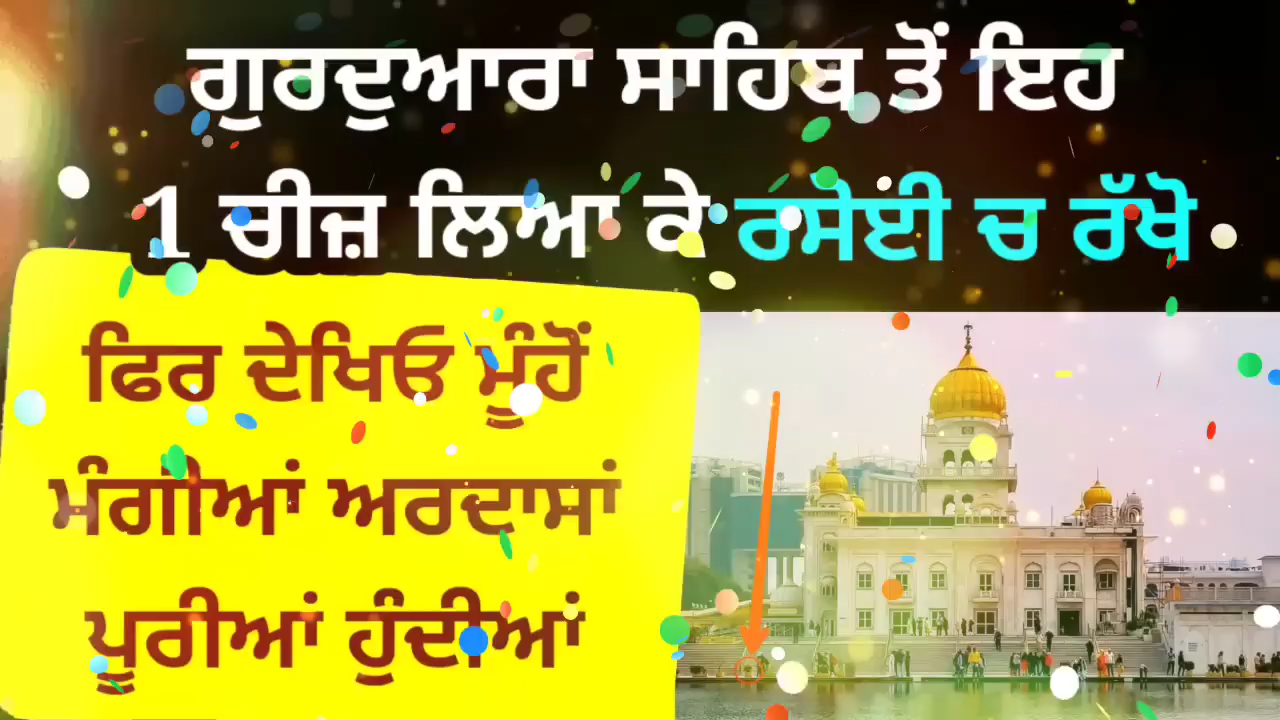 ਗੁਰਦੁਆਰਾ ਸਾਹਿਬ ਤੋਂ ਇਹ
1 ਚੀਜ਼ ਲਿਆ ਕੇ ਰਸੋਈ ਚ ਰੱਖੋ
ਫਿਰ ਦੇਖਿਓ ਮੂੰਹੋਂ
ਮੰਗੀਆਂ ਅਰਦਾਸਾਂ
ਪੂਰੀਆਂ ਹੁੰਦੀਆਂ